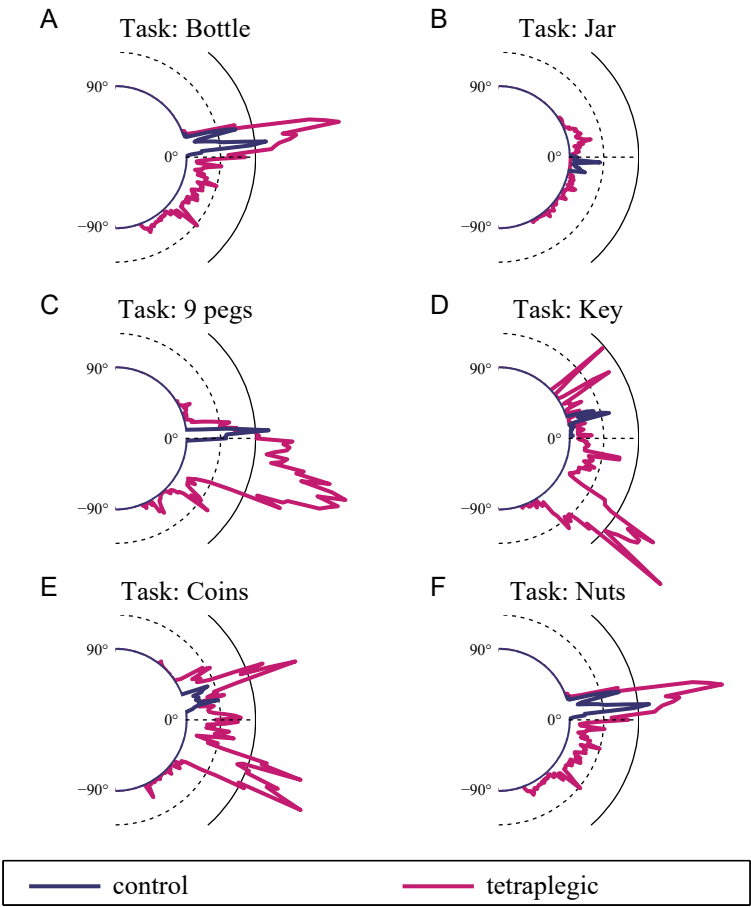 A
Task: Bottle
90°
0°
−90°
B
Task: Jar
90°
0°
−90°
C
Task: 9 pegs
90°
0°
−90°
D
Task: Key
90°
0°
−90°
E
Task: Coins
90°
0°
−90°
F
Task: Nuts
90°
0°
−90°
control
tetraplegic